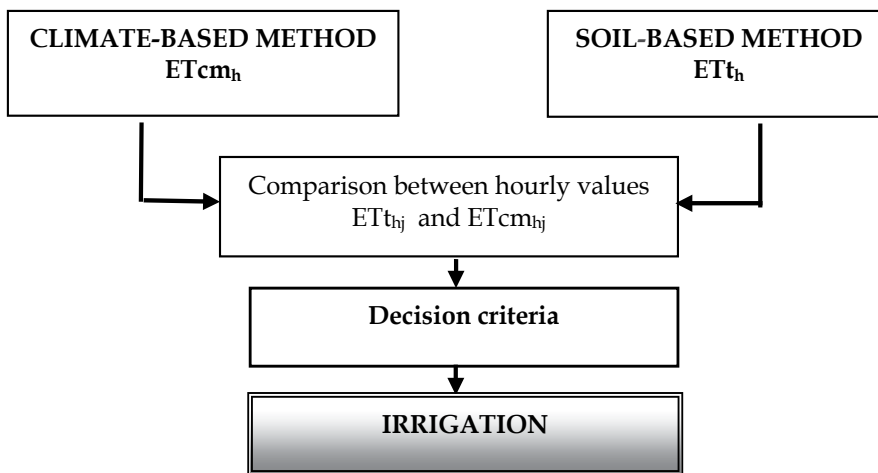 CLIMATE-BASED METHOD
ETcmₕ
SOIL-BASED METHOD
ETtₕ
Comparison between hourly values
ETtₕⱼ and ETcmₕⱼ
Decision criteria
IRRIGATION